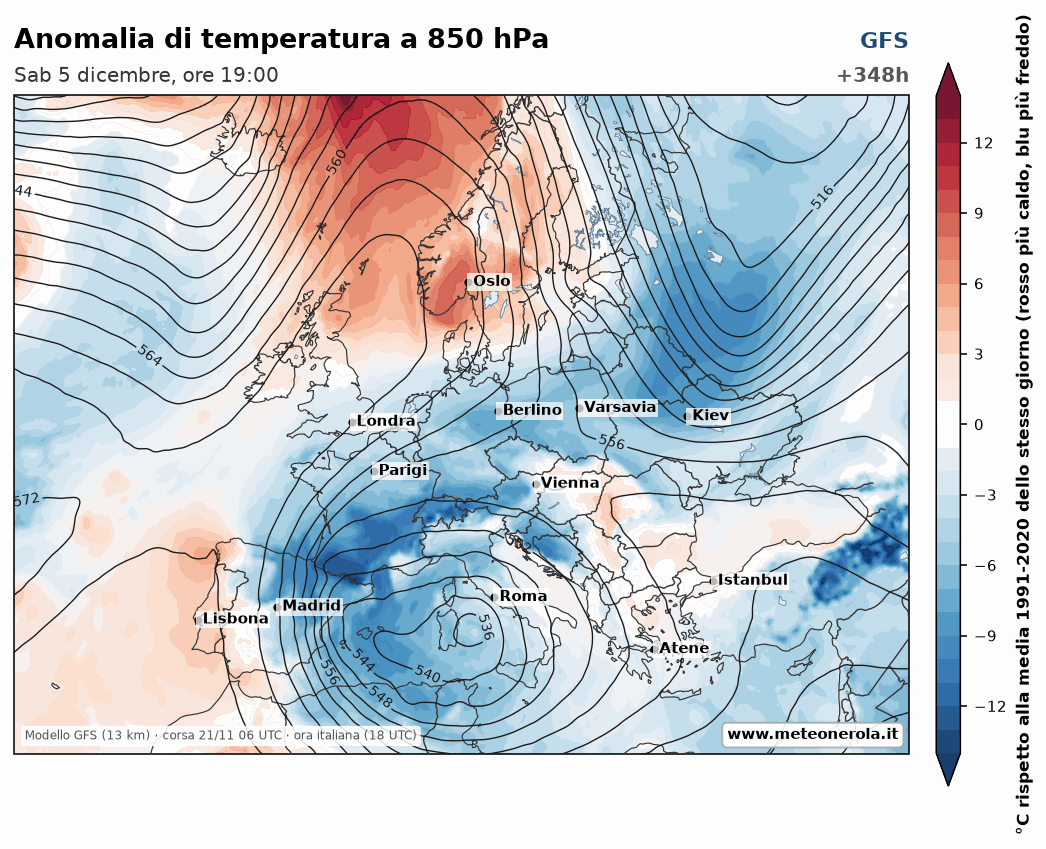 Anomalia di temperatura a 850 hPa
GFS
Sab 5 dicembre, ore 19:00
+348h
560
516
44
564
Oslo
Londra
Berlino
Varsavia
Kiev
556
Parigi
Vienna
572
Istanbul
Madrid
Roma
Lisbona
536
Atene
544
540
556
548
Modello GFS (13 km) · corsa 21/11 06 UTC · ora italiana (18 UTC)
www.meteonerola.it
12
9
6
3
0
−3
−6
−9
−12
°C rispetto alla media 1991-2020 dello stesso giorno (rosso più caldo, blu più freddo)